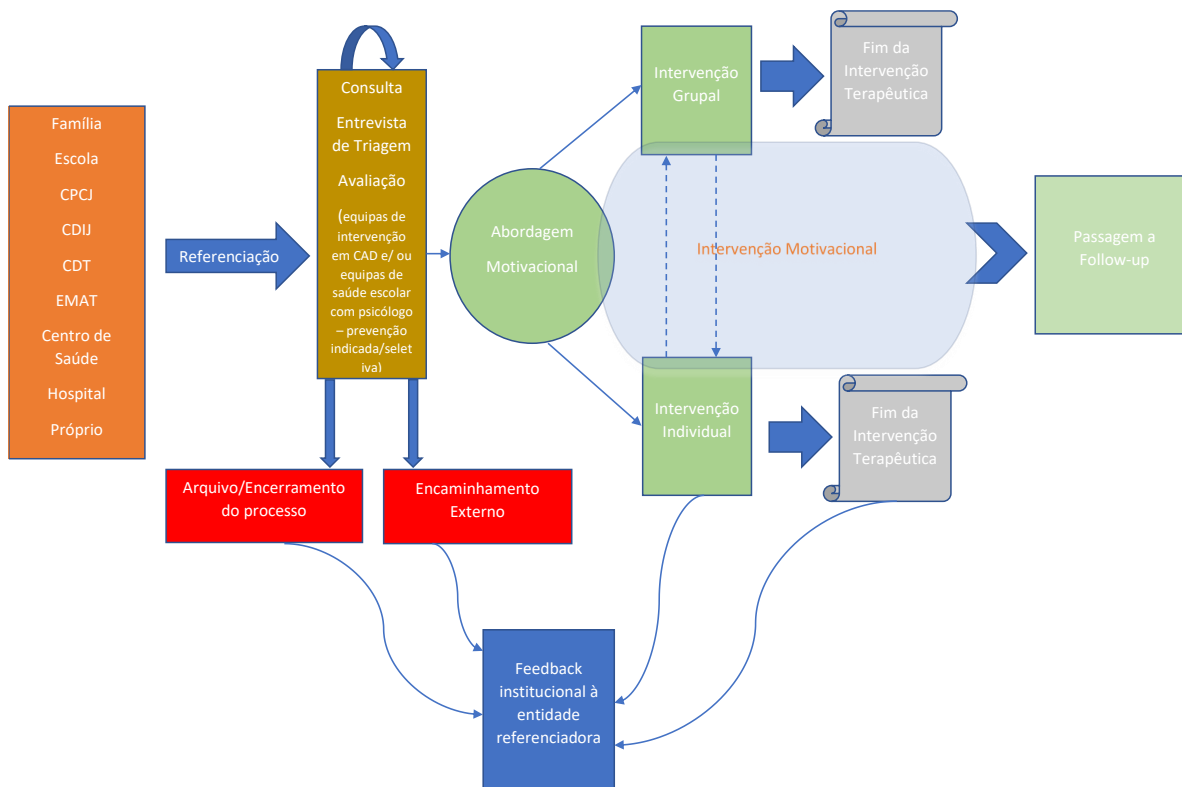 Família
Escola
CPCJ
CDIJ
CDT
EMAT
Centro de
Saúde
Hospital
Próprio
Referenciação
Consulta
Entrevista
de Triagem
Avaliação
(equipas de
intervenção
em CAD e/ ou
equipas de
saúde escolar
com psicólogo
– prevenção
indicada/selet
iva)
Arquivo/Encerramento
do processo
Encaminhamento
Externo
Abordagem
Motivacional
Intervenção
Grupal
Fim da
Intervenção
Terapêutica
Intervenção Motivacional
Intervenção
Individual
Fim da
Intervenção
Terapêutica
Passagem a
Follow-up
Feedback
institucional à
entidade
referenciadora